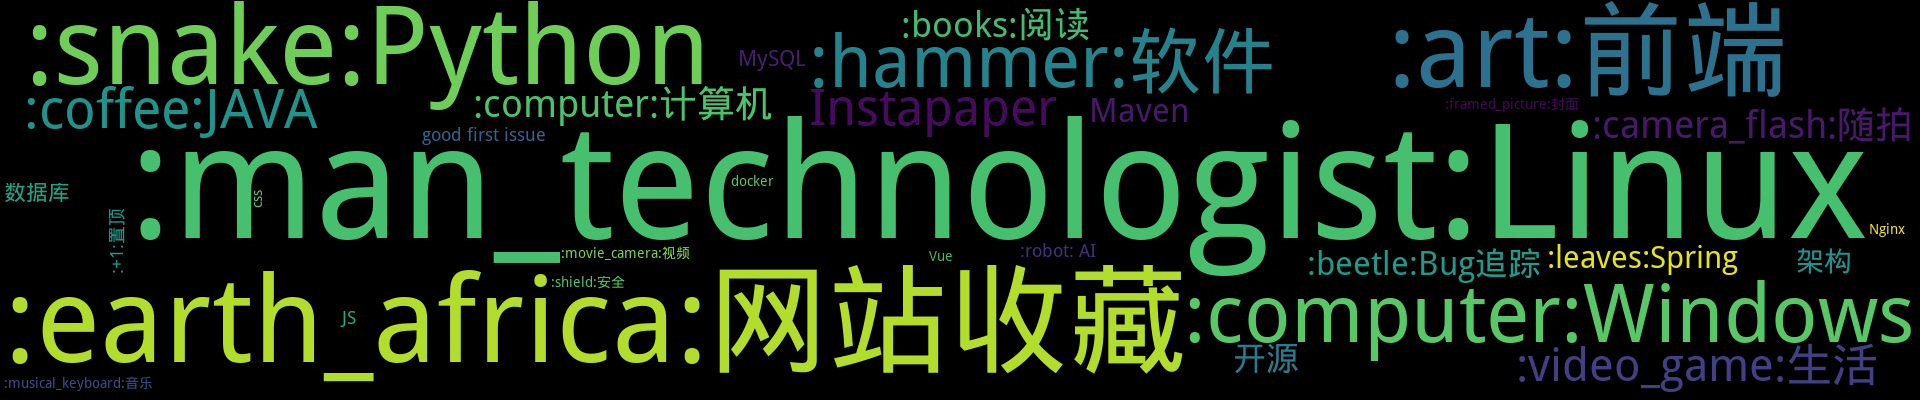 :snake:Python
:books:阅读
:art:前端
MySQL
:hammer:软件
:coffee:JAVA
:computer:计算机
Instapaper
Maven
:framed_picture:封面
:camera_flash:随拍
good first issue
:man_technologist:Linux
数据库
css
docker
:+1:置顶
Nginx
:movie_camera:视频
Vue
:robot: AI
:beetle:Bug追踪
:leaves:Spring
架构
:earth_africa:网站收藏
:shield:安全
JS
:computer:Windows
开源
:video_game:生活
:musical_keyboard:音乐